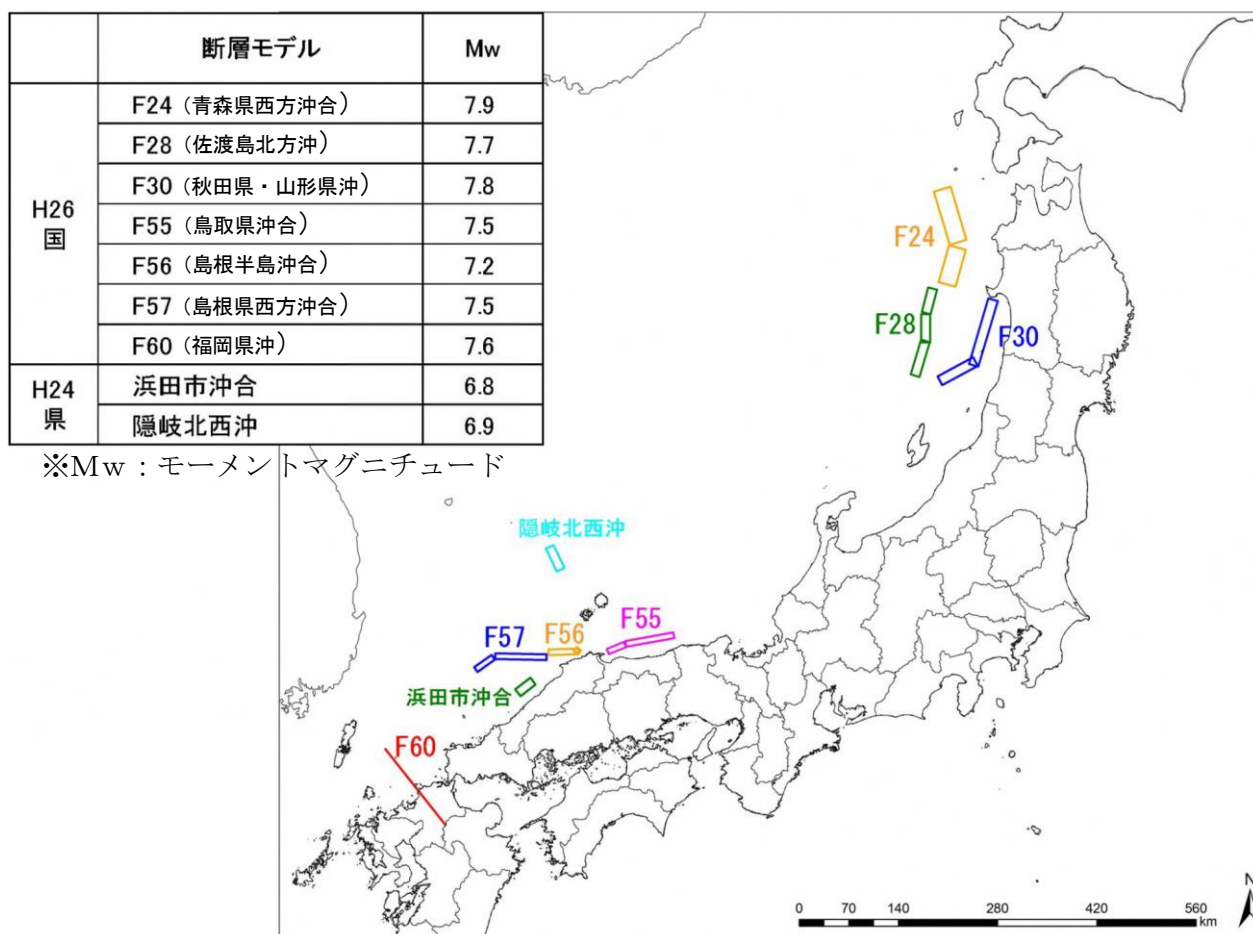 断層モデル Mw
H26
国
F24（青森県西方沖合） 7.9
F28（佐渡島北方沖） 7.7
F30（秋田県・山形県沖） 7.8
F55（鳥取県沖合） 7.5
F56（島根半島沖合） 7.2
F57（島根県西方沖合） 7.5
F60（福岡県沖） 7.6
H24
県
浜田市沖合 6.8
隠岐北西沖 6.9
※Ｍｗ：モーメントマグニチュード
F24
F28
F30
隠岐北西沖
F55
F57
F56
浜田市沖合
F60
N
0 70 140 280 420 560
km